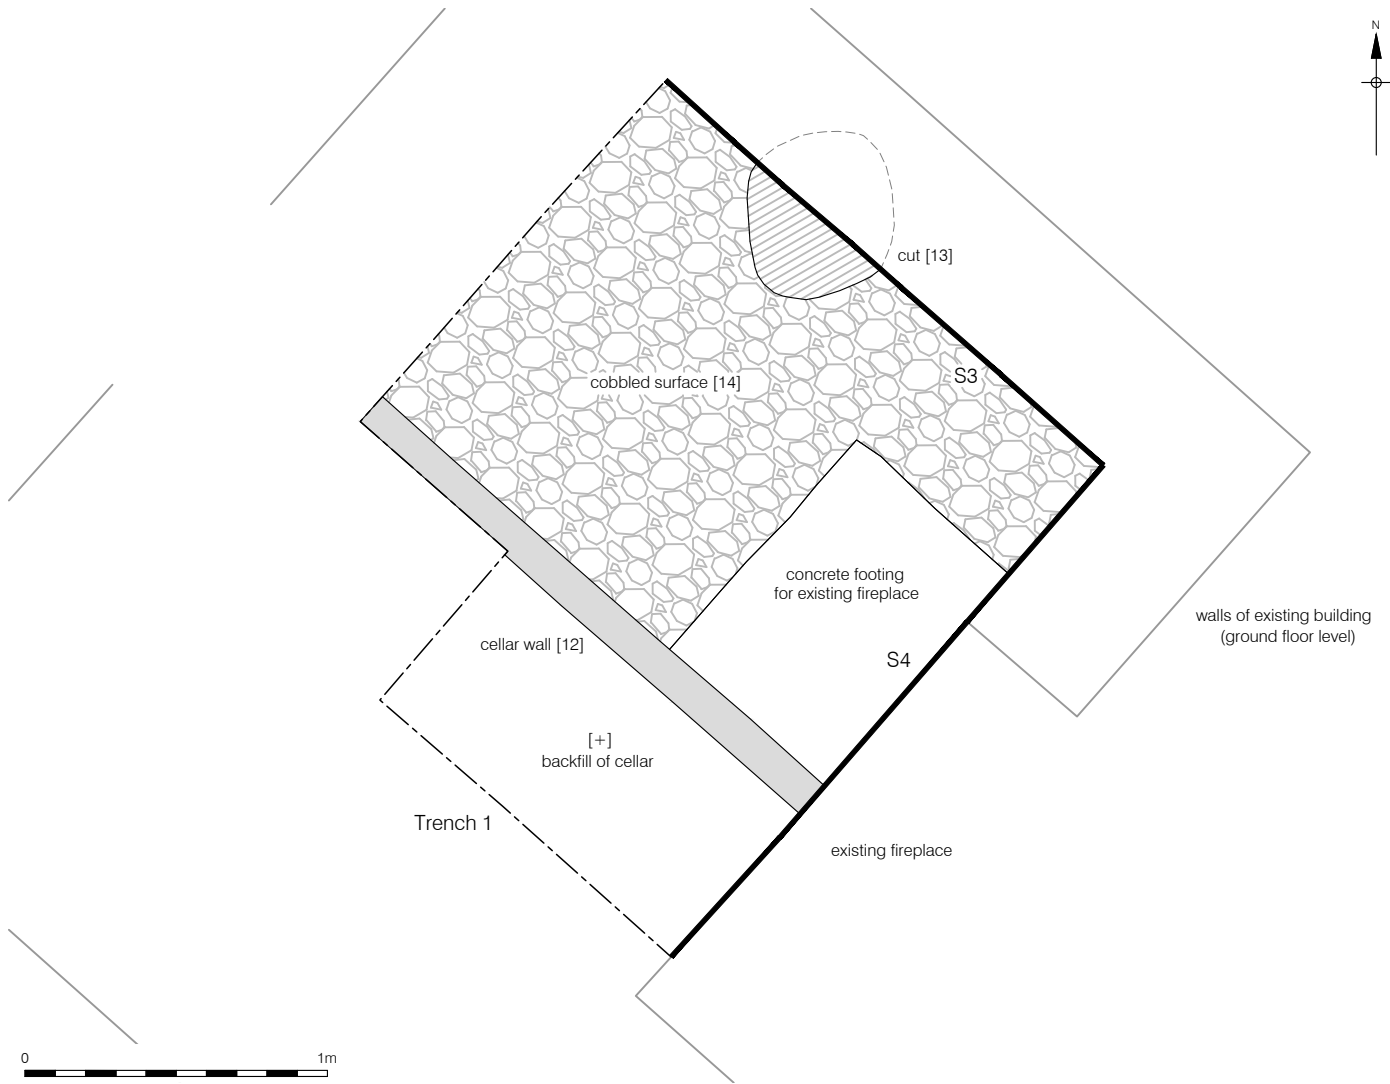 N
cut [13]
S3
cobbled surface [14]
concrete footing
for existing fireplace
walls of existing building
(ground floor level)
cellar wall [12]
S4
[+]
backfill of cellar
Trench 1
existing fireplace
0 1m